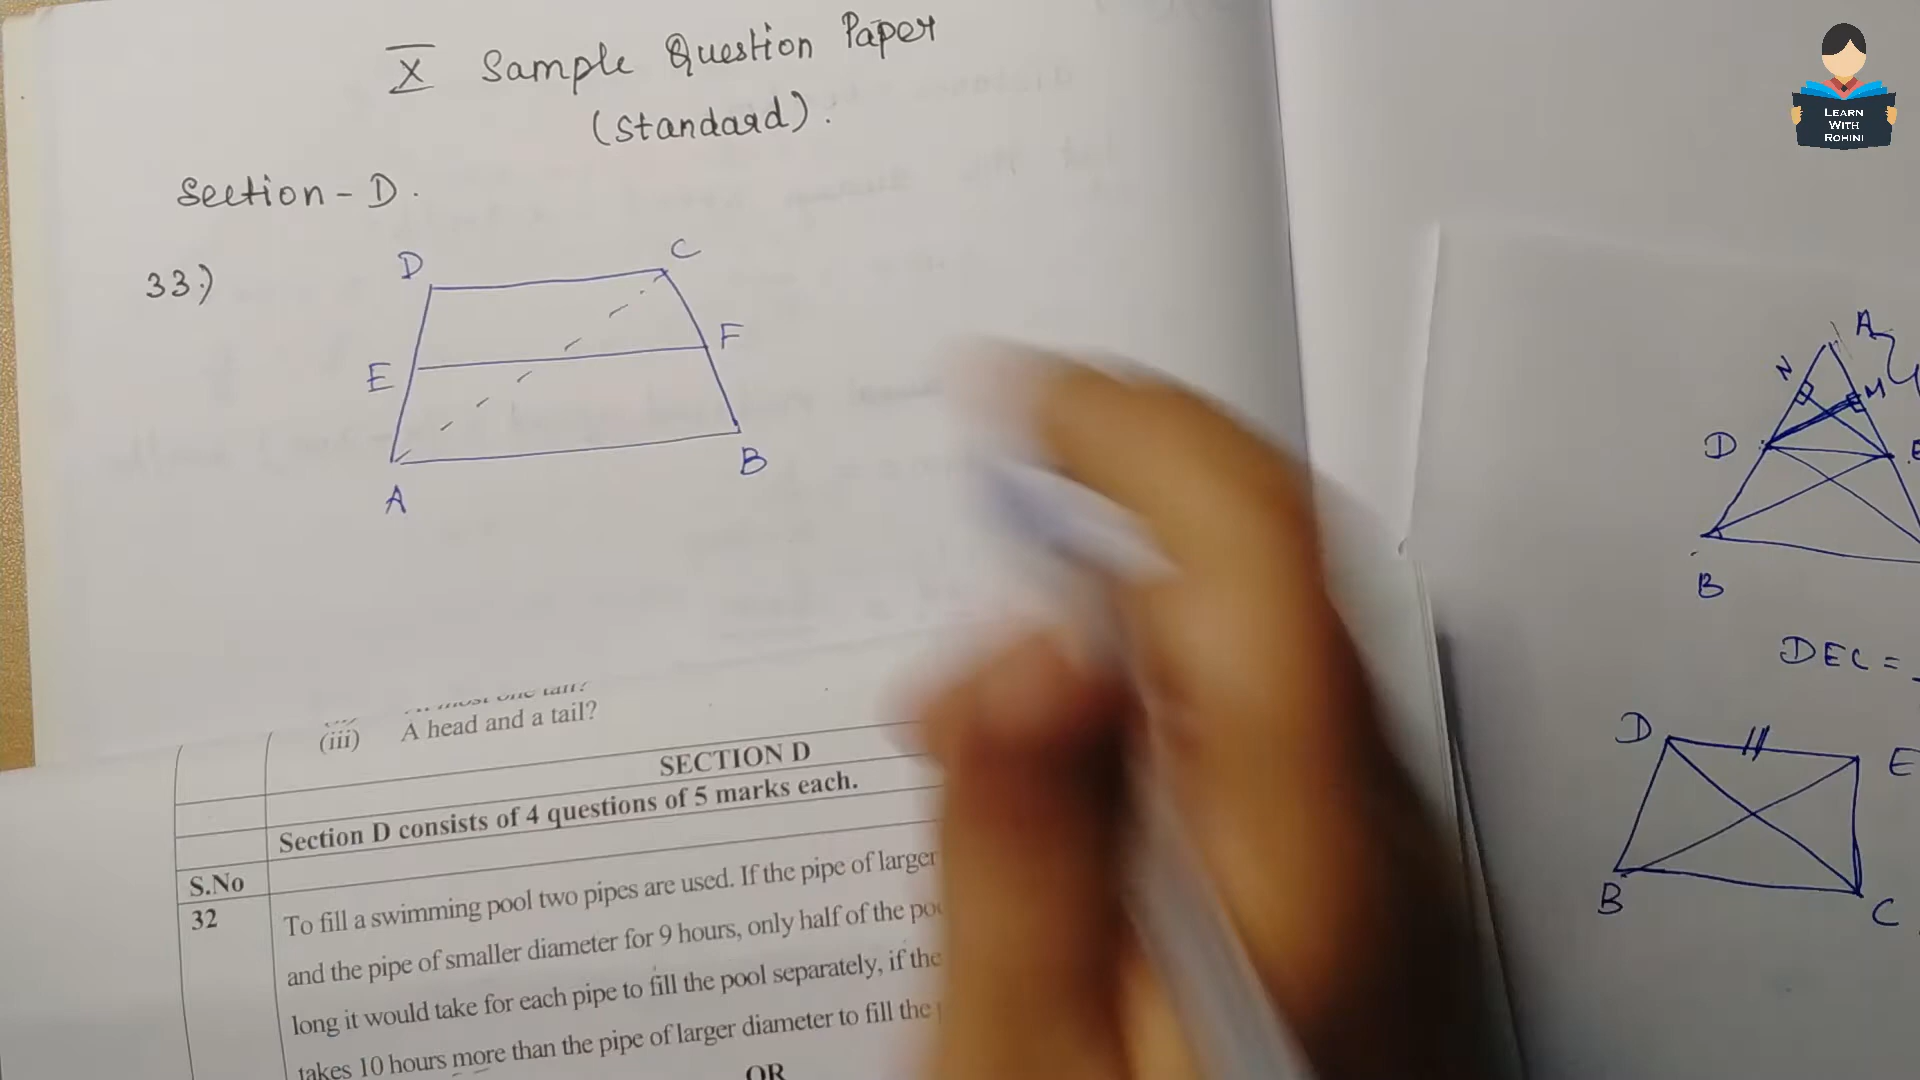 X Sample Question Paper
(Standard).
Section - D.
33.)
D
C
E
F
A
B
(iii) A head and a tail?
SECTION D
Section D consists of 4 questions of 5 marks each.
S.No
32
To fill a swimming pool two pipes are used. If the pipe of larger
and the pipe of smaller diameter for 9 hours, only half of the
long it would take for each pipe to fill the pool separately, if the
takes 10 hours more than the pipe of larger diameter to fill the
OR
A
N
M
D
E
B
DEC =
D
E
B
C
LEARN
WITH
ROHINI